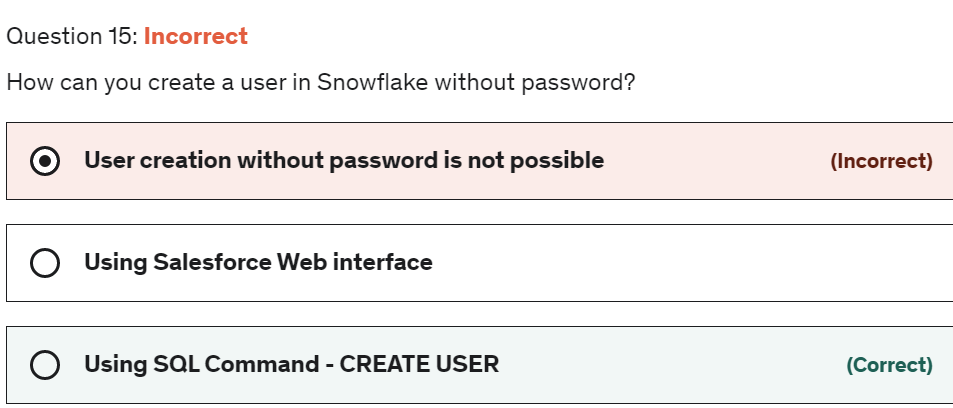 Question 15: Incorrect
How can you create a user in Snowflake without password?
User creation without password is not possible (Incorrect)
Using Salesforce Web interface
Using SQL Command - CREATE USER (Correct)